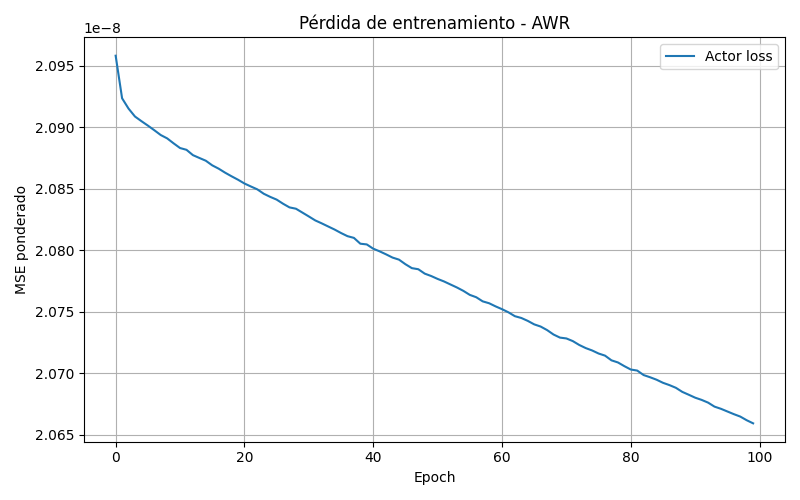 Pérdida de entrenamiento - AWR
1e−8
Actor loss
2.095
2.090
2.085
2.080
2.075
2.070
2.065
MSE ponderado
0 20 40 60 80 100
Epoch